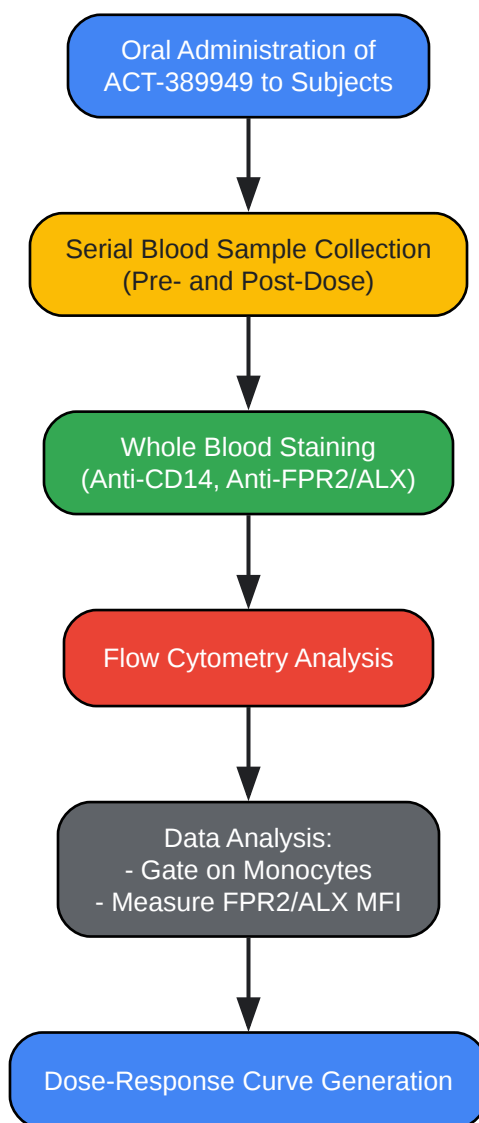 Oral Administration of
ACT-389949 to Subjects
Serial Blood Sample Collection
(Pre- and Post-Dose)
Whole Blood Staining
(Anti-CD14, Anti-FPR2/ALX)
Flow Cytometry Analysis
Data Analysis:
- Gate on Monocytes
- Measure FPR2/ALX MFI
Dose-Response Curve Generation